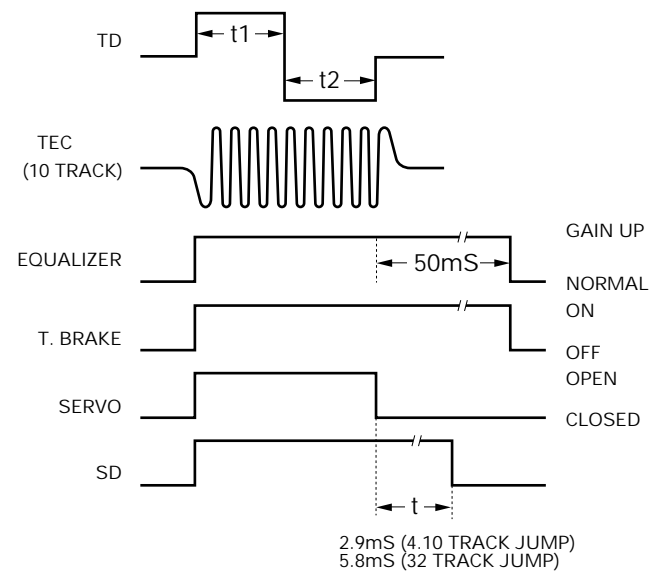 TD
t1
t2
TEC
(10 TRACK)
EQUALIZER
50mS
GAIN UP
NORMAL
T. BRAKE
ON
OFF
SERVO
OPEN
CLOSED
SD
t
2.9mS (4.10 TRACK JUMP)
5.8mS (32 TRACK JUMP)